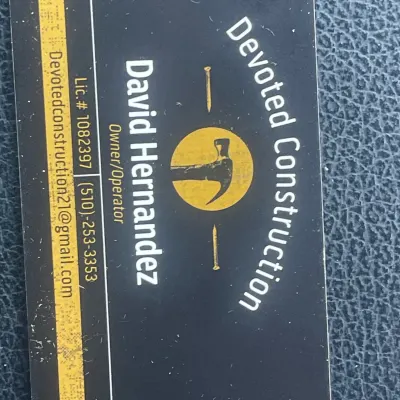 Devoted Construction
David Hernandez
Owner/Operator
Lic.# 1082397 | (510)-253-3353
Devotedconstruction21@gmail.com